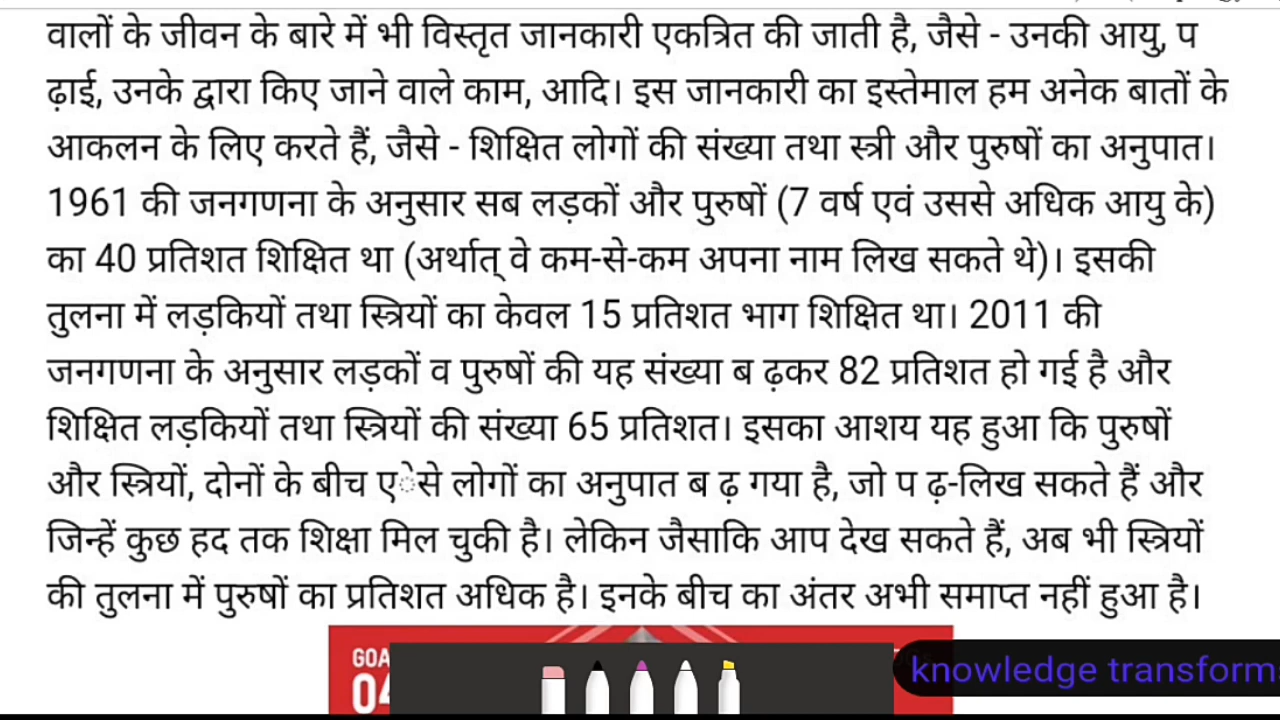 वालों के जीवन के बारे में भी विस्तृत जानकारी एकत्रित की जाती है, जैसे - उनकी आयु, प
ढ़ाई, उनके द्वारा किए जाने वाले काम, आदि। इस जानकारी का इस्तेमाल हम अनेक बातों के
आकलन के लिए करते हैं, जैसे - शिक्षित लोगों की संख्या तथा स्त्री और पुरुषों का अनुपात।
1961 की जनगणना के अनुसार सब लड़कों और पुरुषों (7 वर्ष एवं उससे अधिक आयु के)
का 40 प्रतिशत शिक्षित था (अर्थात् वे कम-से-कम अपना नाम लिख सकते थे)। इसकी
तुलना में लड़कियों तथा स्त्रियों का केवल 15 प्रतिशत भाग शिक्षित था। 2011 की
जनगणना के अनुसार लड़कों व पुरुषों की यह संख्या ब ढ़कर 82 प्रतिशत हो गई है और
शिक्षित लड़कियों तथा स्त्रियों की संख्या 65 प्रतिशत। इसका आशय यह हुआ कि पुरुषों
और स्त्रियों, दोनों के बीच ए◌ेसे लोगों का अनुपात ब ढ़ गया है, जो प ढ़-लिख सकते हैं और
जिन्हें कुछ हद तक शिक्षा मिल चुकी है। लेकिन जैसाकि आप देख सकते हैं, अब भी स्त्रियों
की तुलना में पुरुषों का प्रतिशत अधिक है। इनके बीच का अंतर अभी समाप्त नहीं हुआ है।
GOA
04
knowledge transform